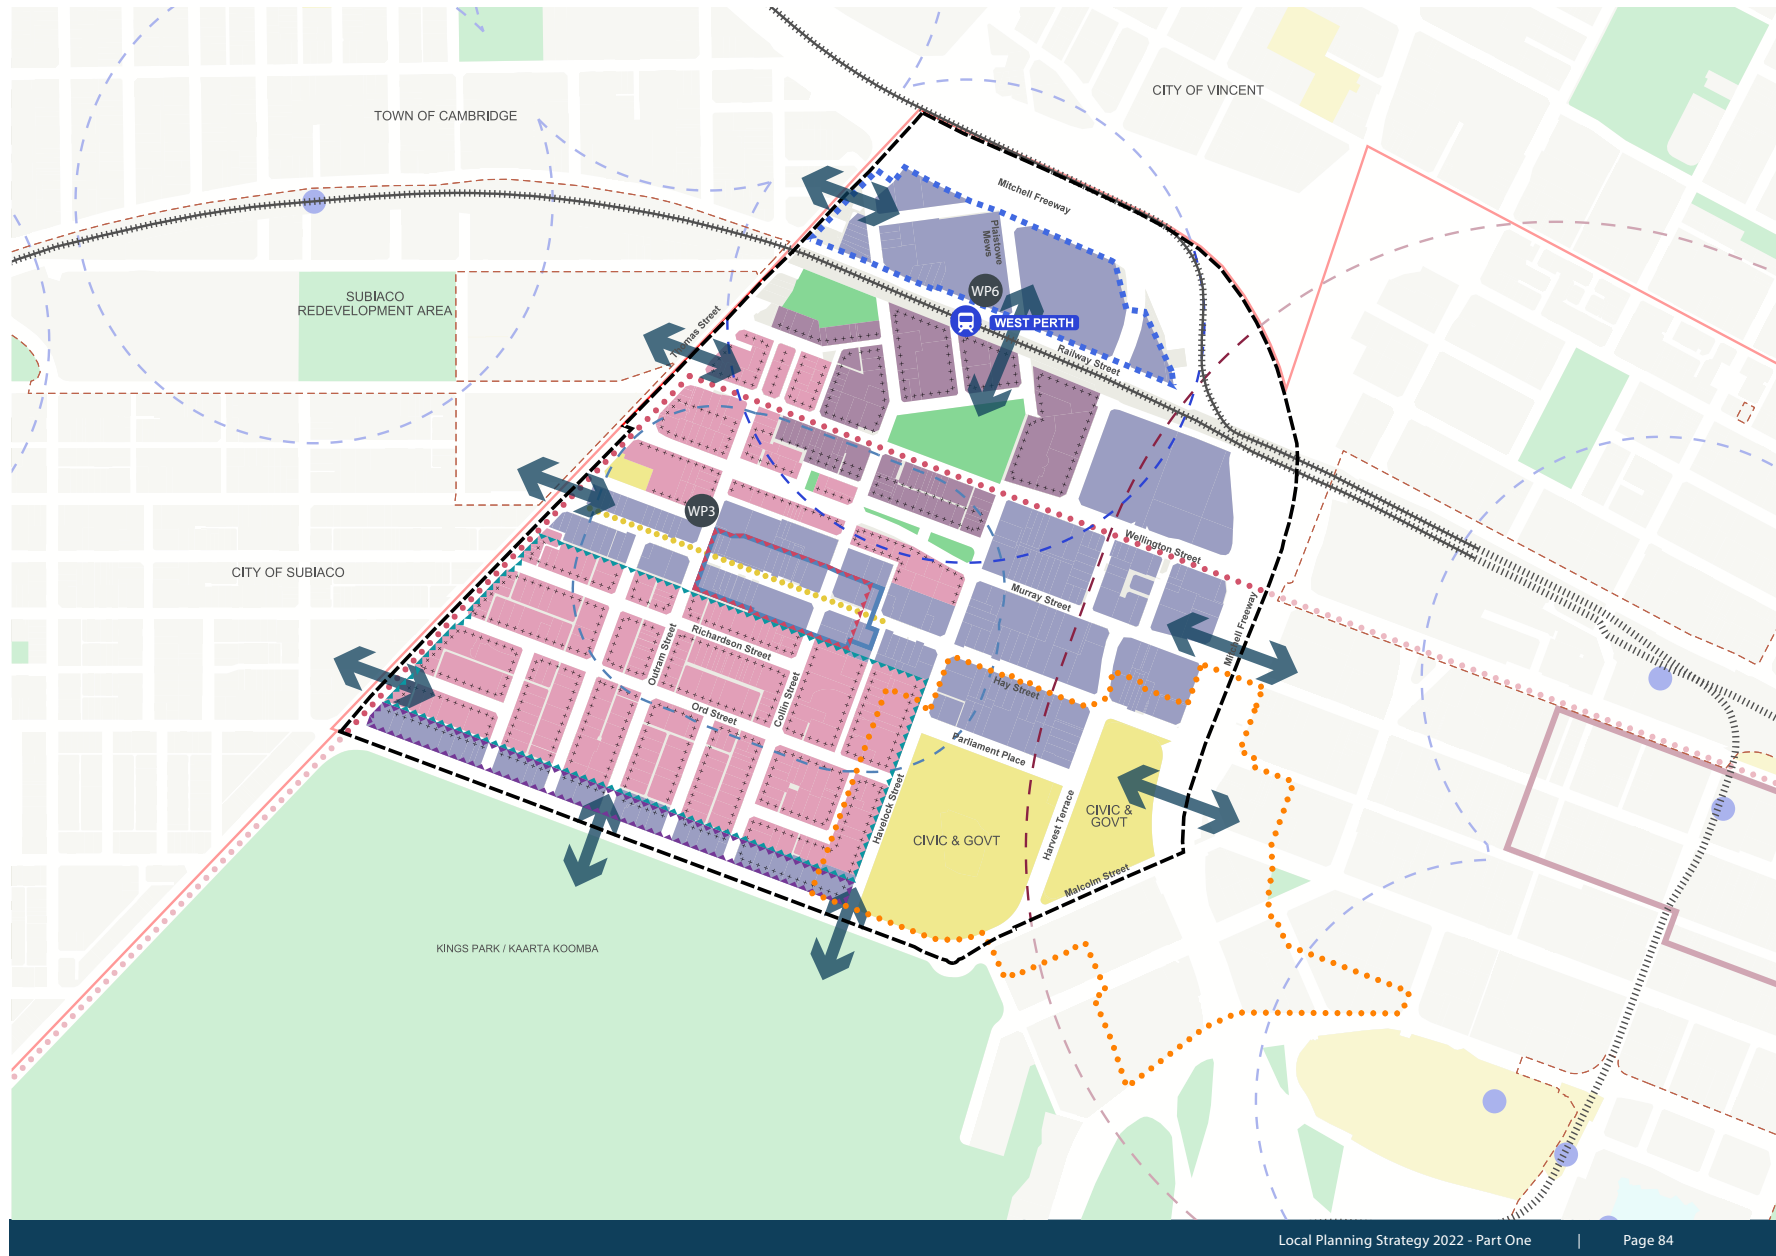 CITY OF VINCENT
TOWN OF CAMBRIDGE
Mitchell Freeway
Plaistowe
Mews
WP6
SUBIACO
REDEVELOPMENT AREA
WEST PERTH
Thomas Street
Railway Street
WP3
Wellington Street
CITY OF SUBIACO
Murray Street
Mitchell Freeway
Richardson Street
Outram Street
Hay Street
Collin Street
Ord Street
Parliament Place
Havelock Street
Harvest Terrace
CIVIC &
GOVT
CIVIC & GOVT
Malcolm Street
KINGS PARK / KAARTA KOOMBA
Local Planning Strategy 2022 - Part One | Page 84